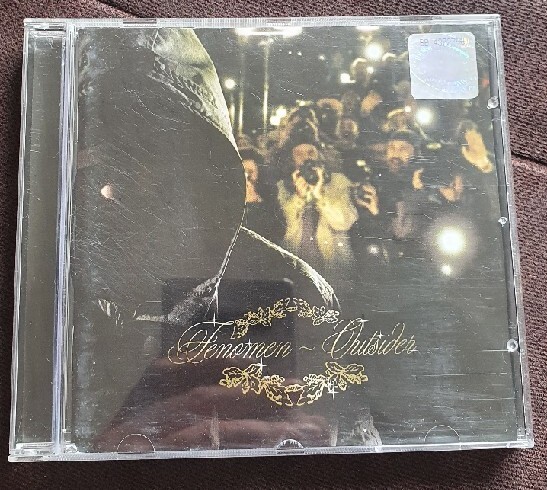 Fenomen ~ Outsider